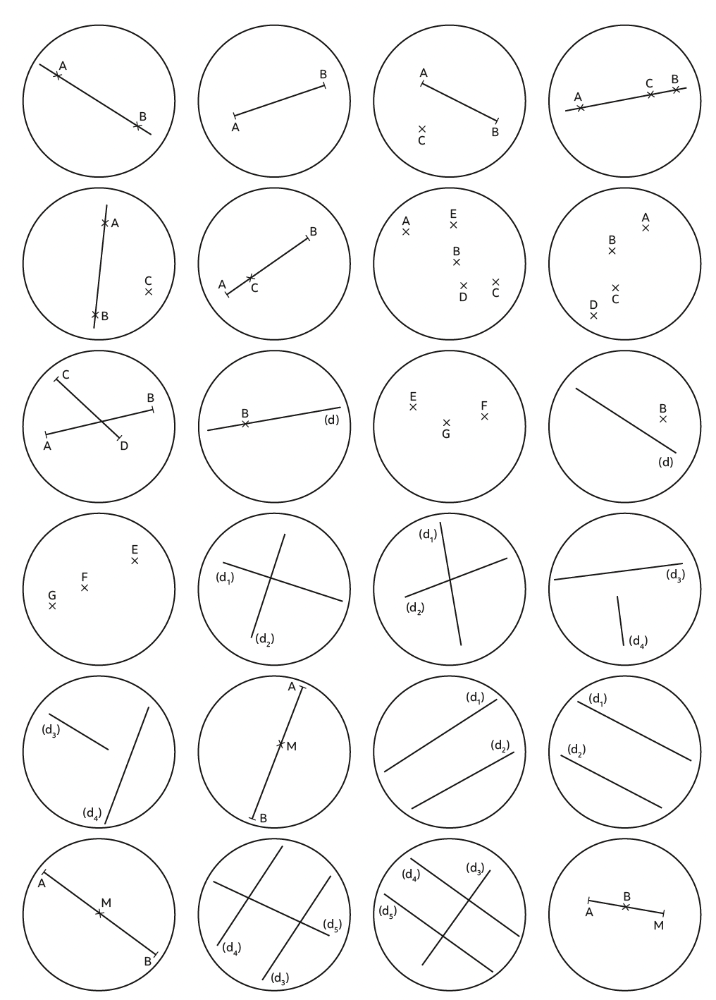 A B
A B
A B C
A C B
A B C
A B C
A E B D C
A B C D
C B A D
B (d)
E F G
B (d)
E F G
(d₁) (d₂)
(d₁) (d₂)
(d₃) (d₄)
(d₃) (d₄)
A M B
(d₁) (d₂)
(d₁) (d₂)
A M B
(d₅) (d₄) (d₃)
(d₃) (d₄) (d₅)
B A M